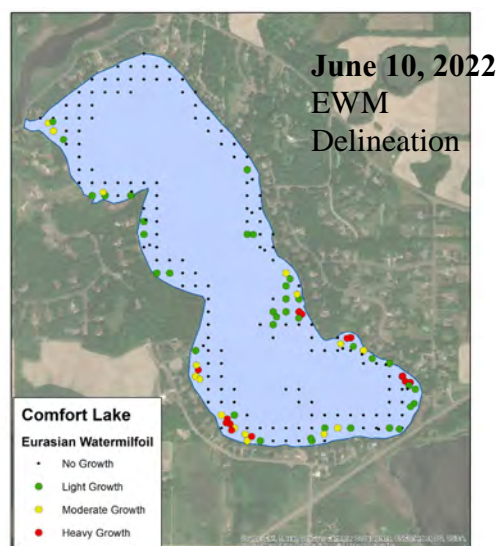 June 10, 2022
EWM
Delineation
Comfort Lake
Eurasian Watermilfoil
No Growth
Light Growth
Moderate Growth
Heavy Growth